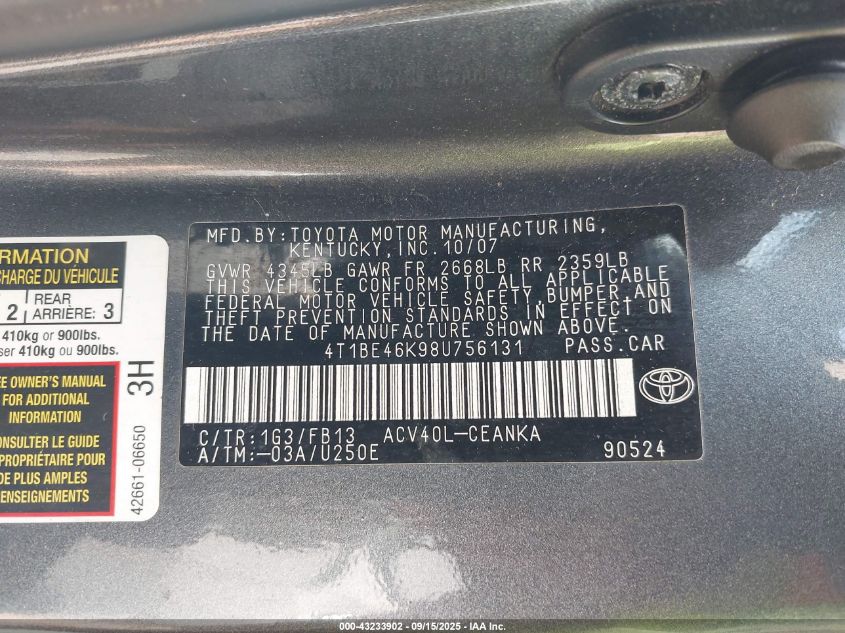 RMATION
CHARGE DU VÉHICULE
2 REAR
ARRIÈRE: 3
410kg or 900lbs.
ser 410kg ou 900lbs.
EE OWNER'S MANUAL
FOR ADDITIONAL
INFORMATION
CONSULTER LE GUIDE
PROPRIÉTAIRE POUR
DE PLUS AMPLES
ENSEIGNEMENTS
3H
42661-06650
MFD.BY:TOYOTA MOTOR MANUFACTURING,
KENTUCKY,INC.10/07
GVWR 4348LB GAWR FR 2668LB RR 2359LB
THIS VEHICLE CONFORMS TO ALL APPLICABLE
FEDERAL MOTOR VEHICLE SAFETY,BUMPER,AND
THEFT PREVENTION STANDARDS IN EFFECT ON
THE DATE OF MANUFACTURE SHOWN ABOVE.
4T1BE46K98U756131 PASS.CAR
C/TR:1G3/FB13 ACV40L-CEANKA
A/TM:-03A/U250E 90524
000-43233902 - 09/15/2025 - IAA Inc.